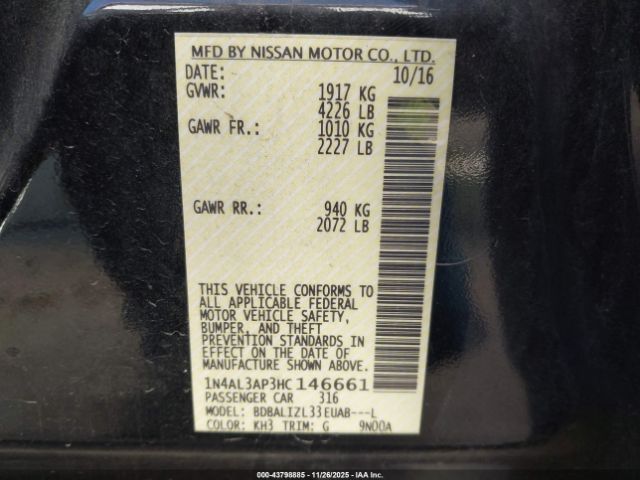 MFD BY NISSAN MOTOR CO., LTD.
DATE: 10/16
GVWR: 1917 KG
4226 LB
GAWR FR.: 1010 KG
2227 LB
GAWR RR.: 940 KG
2072 LB
THIS VEHICLE CONFORMS TO
ALL APPLICABLE FEDERAL
MOTOR VEHICLE SAFETY,
BUMPER, AND THEFT
PREVENTION STANDARDS IN
EFFECT ON THE DATE OF
MANUFACTURE SHOWN ABOVE.
1N4AL3AP3HC146661
PASSENGER CAR 316
MODEL: BDBALIZL33EUAB---L
COLOR: KH3 TRIM: G 9N00A
000-43798885 - 11/26/2025 - IAA Inc.